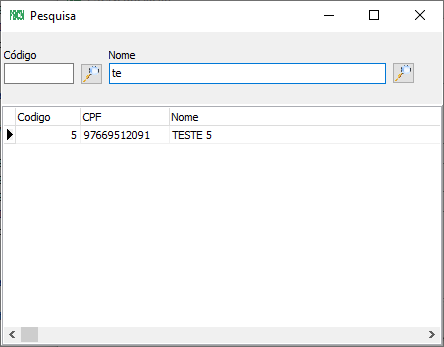 Pesquisa
Código
Nome
te
Codigo CPF Nome
5 97669512091 TESTE 5